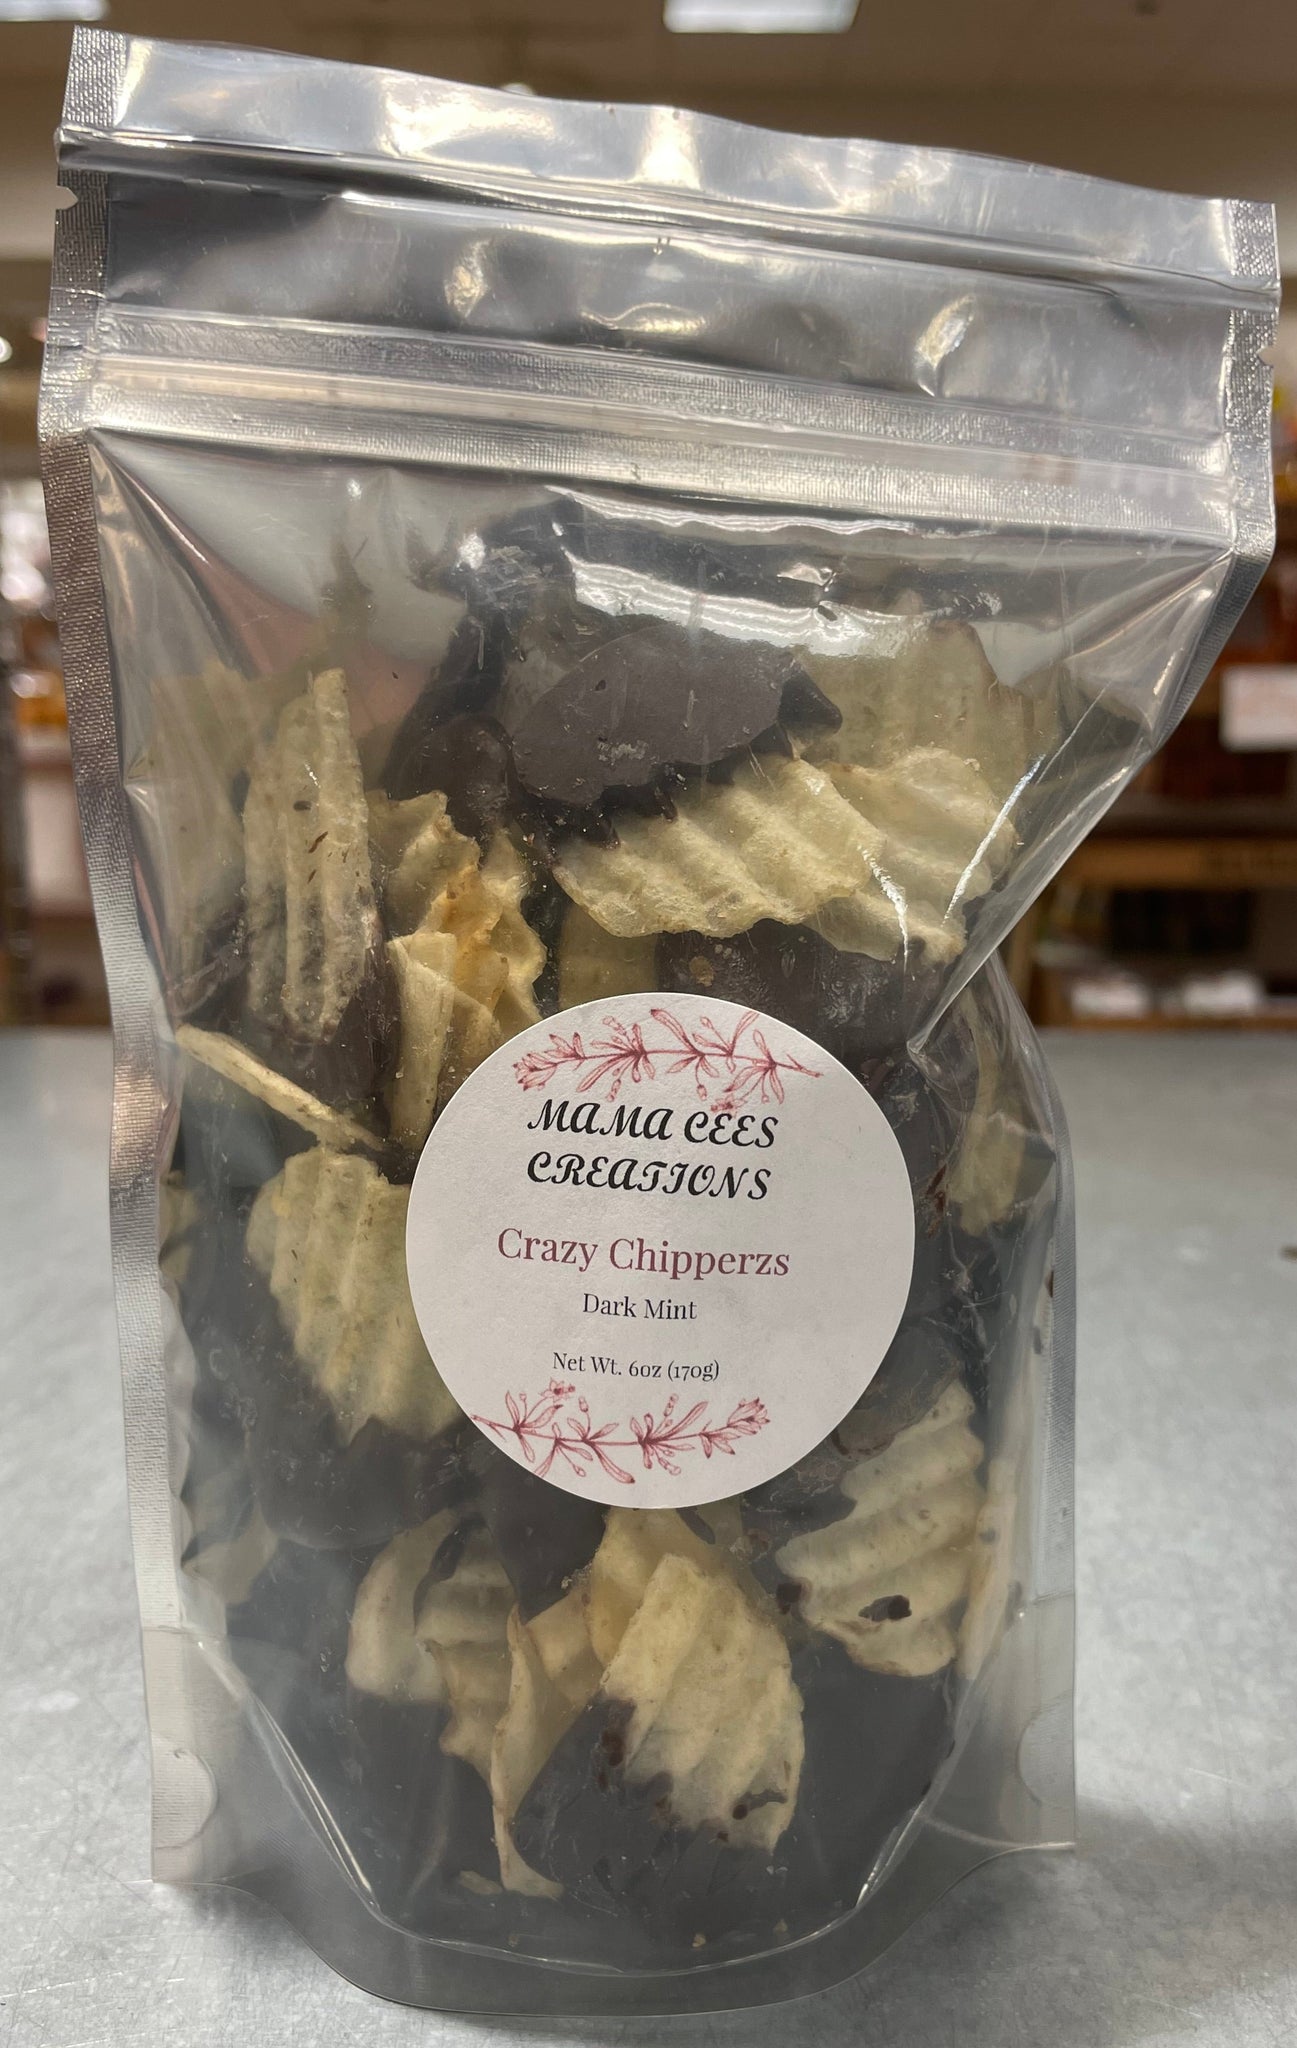 MAMA CEES
CREATIONS
Crazy Chipperzs
Dark Mint
Net Wt. 6oz (170g)